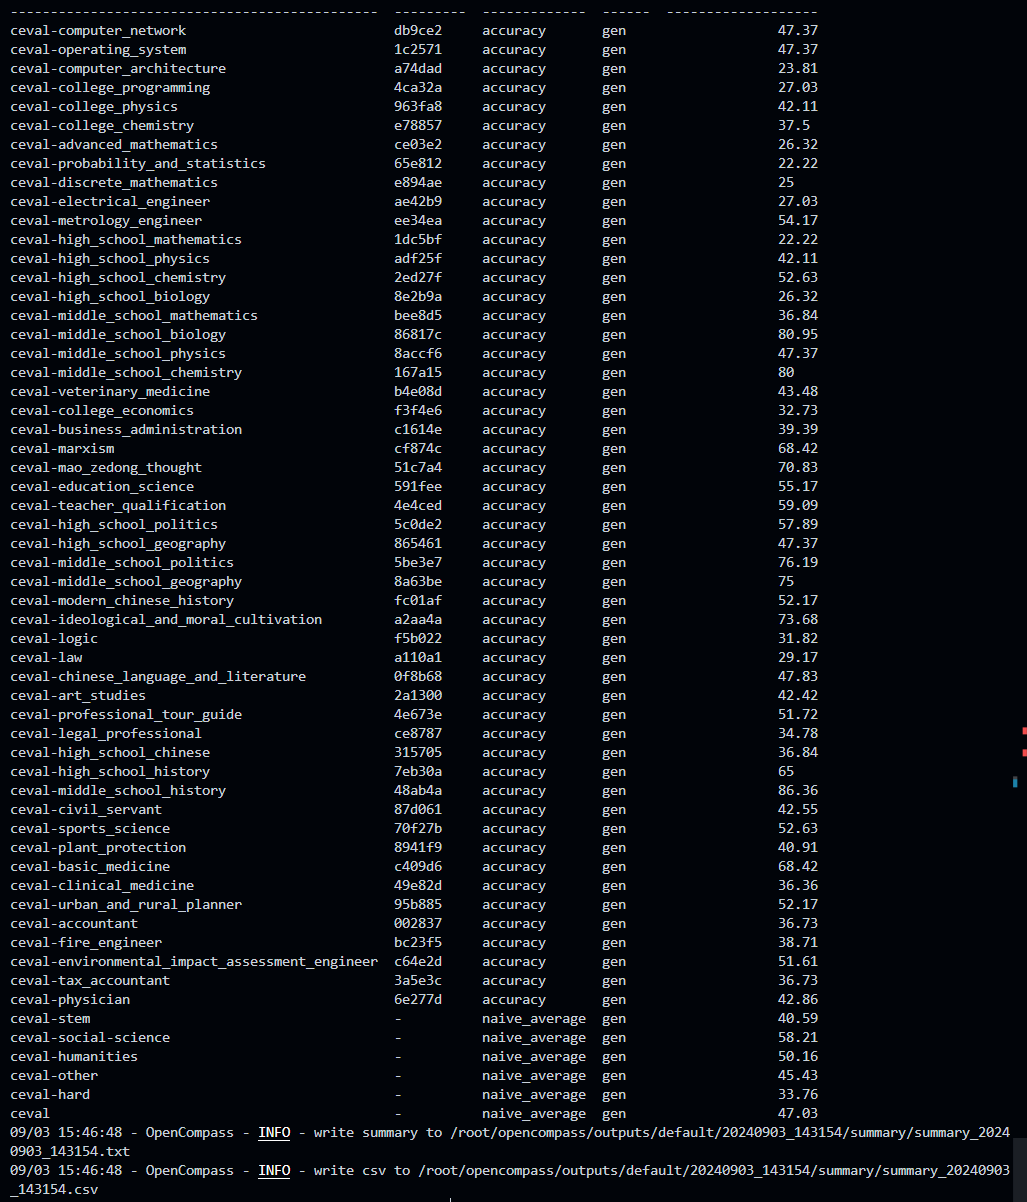 ---------------------------------------------- --------- ------------- ------ -------------------
ceval-computer_network db9ce2 accuracy gen 47.37
ceval-operating_system 1c2571 accuracy gen 47.37
ceval-computer_architecture a74dad accuracy gen 23.81
ceval-college_programming 4ca32a accuracy gen 27.03
ceval-college_physics 963fa8 accuracy gen 42.11
ceval-college_chemistry e78857 accuracy gen 37.5
ceval-advanced_mathematics ce03e2 accuracy gen 26.32
ceval-probability_and_statistics 65e812 accuracy gen 22.22
ceval-discrete_mathematics e894ae accuracy gen 25
ceval-electrical_engineer ae42b9 accuracy gen 27.03
ceval-metrology_engineer ee34ea accuracy gen 54.17
ceval-high_school_mathematics 1dc5bf accuracy gen 22.22
ceval-high_school_physics adf25f accuracy gen 42.11
ceval-high_school_chemistry 2ed27f accuracy gen 52.63
ceval-high_school_biology 8e2b9a accuracy gen 26.32
ceval-middle_school_mathematics bee8d5 accuracy gen 36.84
ceval-middle_school_biology 86817c accuracy gen 80.95
ceval-middle_school_physics 8accf6 accuracy gen 47.37
ceval-middle_school_chemistry 167a15 accuracy gen 80
ceval-veterinary_medicine b4e08d accuracy gen 43.48
ceval-college_economics f3f4e6 accuracy gen 32.73
ceval-business_administration c1614e accuracy gen 39.39
ceval-marxism cf874c accuracy gen 68.42
ceval-mao_zedong_thought 51c7a4 accuracy gen 70.83
ceval-education_science 591fee accuracy gen 55.17
ceval-teacher_qualification 4e4ced accuracy gen 59.09
ceval-high_school_politics 5c0de2 accuracy gen 57.89
ceval-high_school_geography 865461 accuracy gen 47.37
ceval-middle_school_politics 5be3e7 accuracy gen 76.19
ceval-middle_school_geography 8a63be accuracy gen 75
ceval-modern_chinese_history fc01af accuracy gen 52.17
ceval-ideological_and_moral_cultivation a2aa4a accuracy gen 73.68
ceval-logic f5b022 accuracy gen 31.82
ceval-law a110a1 accuracy gen 29.17
ceval-chinese_language_and_literature 0f8b68 accuracy gen 47.83
ceval-art_studies 2a1300 accuracy gen 42.42
ceval-professional_tour_guide 4e673e accuracy gen 51.72
ceval-legal_professional ce8787 accuracy gen 34.78
ceval-high_school_chinese 315705 accuracy gen 36.84
ceval-high_school_history 7eb30a accuracy gen 65
ceval-middle_school_history 48ab4a accuracy gen 86.36
ceval-civil_servant 87d061 accuracy gen 42.55
ceval-sports_science 70f27b accuracy gen 52.63
ceval-plant_protection 8941f9 accuracy gen 40.91
ceval-basic_medicine c409d6 accuracy gen 68.42
ceval-clinical_medicine 49e82d accuracy gen 36.36
ceval-urban_and_rural_planner 95b885 accuracy gen 52.17
ceval-accountant 002837 accuracy gen 36.73
ceval-fire_engineer bc23f5 accuracy gen 38.71
ceval-environmental_impact_assessment_engineer c64e2d accuracy gen 51.61
ceval-tax_accountant 3a5e3c accuracy gen 36.73
ceval-physician 6e277d accuracy gen 42.86
ceval-stem - naive_average gen 40.59
ceval-social-science - naive_average gen 58.21
ceval-humanities - naive_average gen 50.16
ceval-other - naive_average gen 45.43
ceval-hard - naive_average gen 33.76
ceval - naive_average gen 47.03
09/03 15:46:48 - OpenCompass - INFO - write summary to /root/opencompass/outputs/default/20240903_143154/summary/summary_2024
0903_143154.txt
09/03 15:46:48 - OpenCompass - INFO - write csv to /root/opencompass/outputs/default/20240903_143154/summary/summary_20240903
_143154.csv